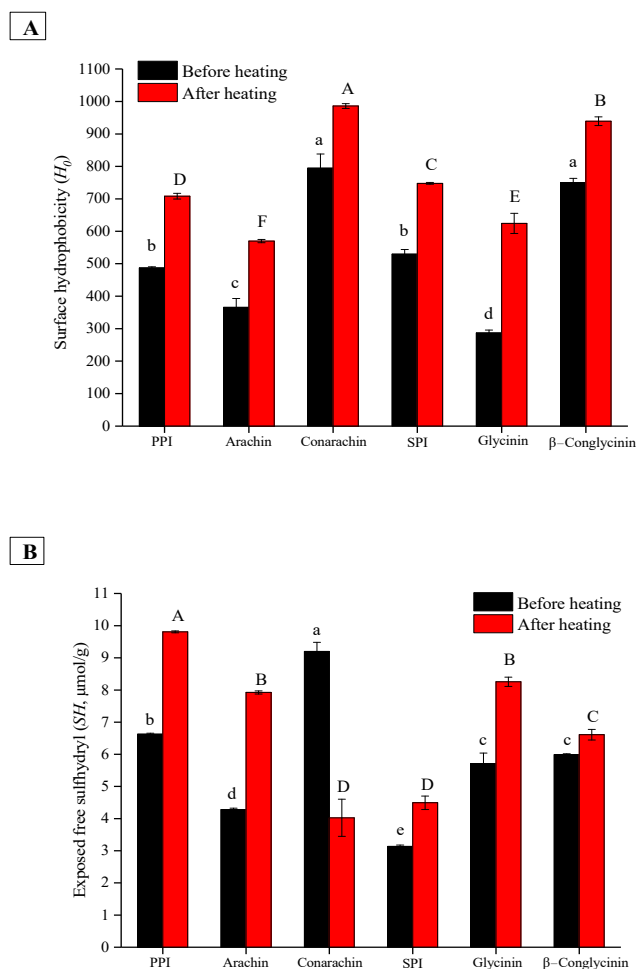 A
Before heating
After heating
Surface hydrophobicity (H0)
1100
1000
900
800
700
600
500
400
300
200
100
0
b
D
c
F
a
A
b
C
d
E
a
B
PPI
Arachin
Conarachin
SPI
Glycinin
β–Conglycinin
B
Before heating
After heating
Exposed free sulfhydryl (SH, μmol/g)
11
10
9
8
7
6
5
4
3
2
1
0
b
A
d
B
a
D
e
D
c
B
c
C
PPI
Arachin
Conarachin
SPI
Glycinin
β–Conglycinin